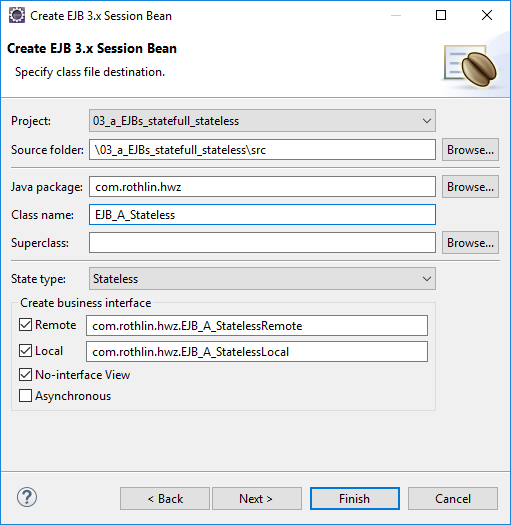 Create EJB 3.x Session Bean
Create EJB 3.x Session Bean
Specify class file destination.
Project: 03_a_EJBs_statefull_stateless
Source folder: \03_a_EJBs_statefull_stateless\src Browse...
Java package: com.rothlin.hwz Browse...
Class name: EJB_A_Stateless
Superclass: Browse...
State type: Stateless
Create business interface
Remote com.rothlin.hwz.EJB_A_StatelessRemote
Local com.rothlin.hwz.EJB_A_StatelessLocal
No-interface View
Asynchronous
? < Back Next > Finish Cancel